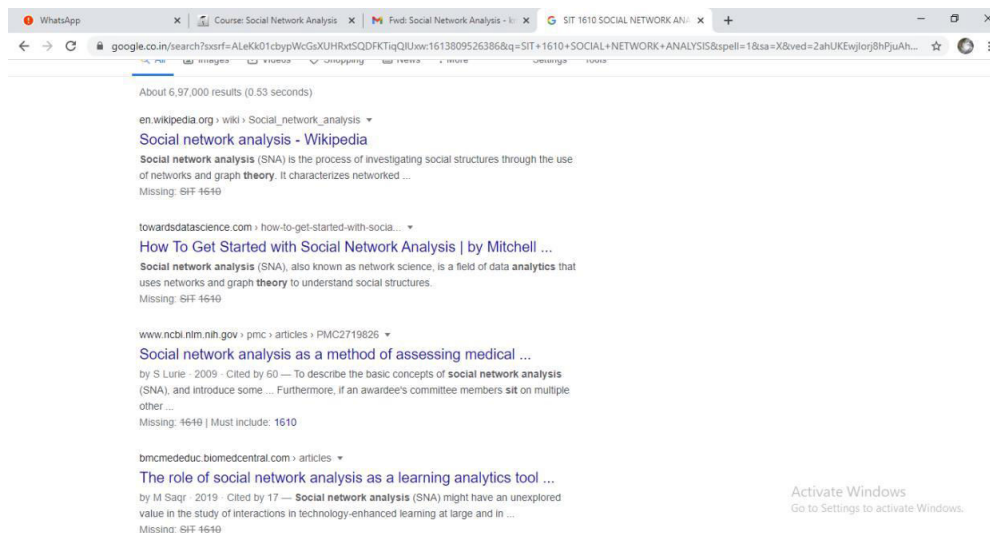 WhatsApp
Course: Social Network Analysis
Fwd: Social Network Analysis - k
SIT 1610 SOCIAL NETWORK ANA
google.co.in/search?sxsrf=ALeKk01cbypWcGsXUHRxtSQDFKTiqQIUxw:1613809526386&q=SIT+1610+SOCIAL+NETWORK+ANALYSIS&spell=1&sa=X&ved=2ahUKEwjlorj8hPjuAh...
All Images Videos Shopping News More Settings Tools
About 6,97,000 results (0.53 seconds)
en.wikipedia.org › wiki › Social_network_analysis
Social network analysis - Wikipedia
Social network analysis (SNA) is the process of investigating social structures through the use
of networks and graph theory. It characterizes networked ...
Missing: SIT 1610
towardsdatascience.com › how-to-get-started-with-socia...
How To Get Started with Social Network Analysis | by Mitchell ...
Social network analysis (SNA), also known as network science, is a field of data analytics that
uses networks and graph theory to understand social structures.
Missing: SIT 1610
www.ncbi.nlm.nih.gov › pmc › articles › PMC2719826
Social network analysis as a method of assessing medical ...
by S Lurie · 2009 · Cited by 60 — To describe the basic concepts of social network analysis
(SNA), and introduce some ... Furthermore, if an awardee's committee members sit on multiple
other ...
Missing: 1610 | Must include: 1610
bmcmededuc.biomedcentral.com › articles
The role of social network analysis as a learning analytics tool ...
by M Saqr · 2019 · Cited by 17 — Social network analysis (SNA) might have an unexplored
value in the study of interactions in technology-enhanced learning at large and in ...
Missing: SIT 1610
Activate Windows
Go to Settings to activate Windows.